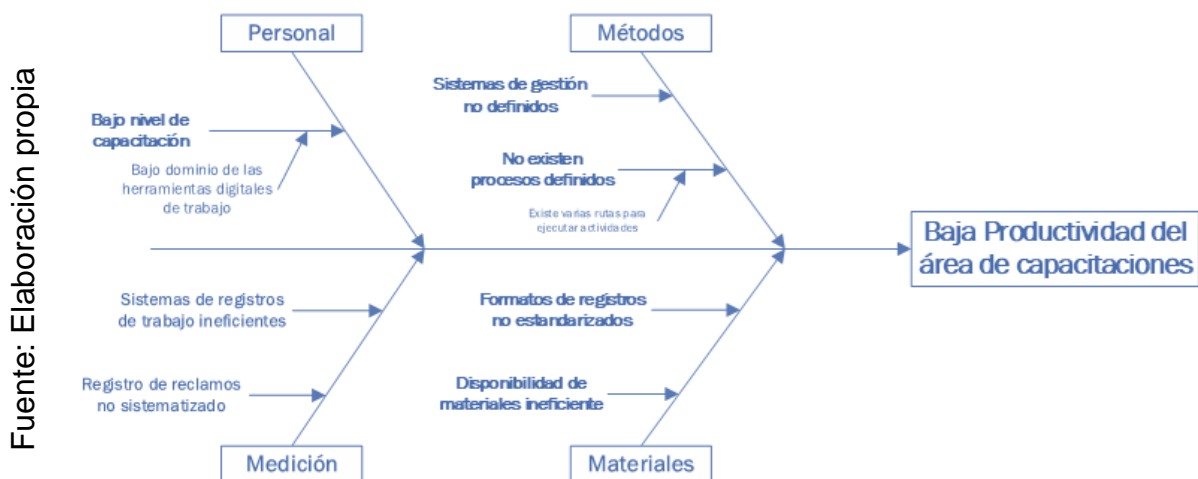 Fuente: Elaboración propia
Personal
Bajo nivel de
capacitación
Bajo dominio de las
herramientas digitales
de trabajo
Métodos
Sistemas de gestión
no definidos
No existen
procesos definidos
Existe varias rutas para
ejecutar actividades
Baja Productividad del
área de capacitaciones
Sistemas de registros
de trabajo ineficientes
Registro de reclamos
no sistematizado
Medición
Formatos de registros
no estandarizados
Disponibilidad de
materiales ineficiente
Materiales